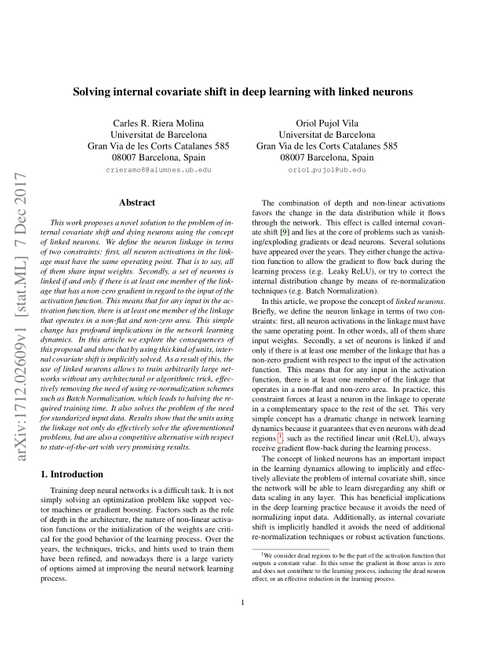 Solving internal covariate shift in deep learning with linked neurons
Carles R. Riera Molina
Universitat de Barcelona
Gran Via de les Corts Catalanes 585
08007 Barcelona, Spain
crieramo8@alumnes.ub.edu
Oriol Pujol Vila
Universitat de Barcelona
Gran Via de les Corts Catalanes 585
08007 Barcelona, Spain
oriol.pujol@ub.edu
arXiv:1712.02609v1 [stat.ML] 7 Dec 2017
Abstract
This work proposes a novel solution to the problem of in-
ternal covariate shift and dying neurons using the concept
of linked neurons. We define the neuron linkage in terms
of two constraints: first, all neuron activations in the link-
age must have the same operating point. That is to say, all
of them share input weights. Secondly, a set of neurons is
linked if and only if there is at least one member of the link-
age that has a non-zero gradient in regard to the input of the
activation function. This means that for any input in the ac-
tivation function, there is at least one member of the linkage
that operates in a non-flat and non-zero area. This simple
change has profound implications in the network learning
dynamics. In this article we explore the consequences of
this proposal and show that by using this kind of units, inter-
nal covariate shift is implicitly solved. As a result of this, the
use of linked neurons allows to train arbitrarily large net-
works without any architectural or algorithmic trick, effec-
tively removing the need of using re-normalization schemes
such as Batch Normalization, which leads to halving the re-
quired training time. It also solves the problem of the need
for standarized input data. Results show that the units using
the linkage not only do effectively solve the aforementioned
problems, but are also a competitive alternative with respect
to state-of-the-art with very promising results.
1. Introduction
Training deep neural networks is a difficult task. It is not
simply solving an optimization problem like support vec-
tor machines or gradient boosting. Factors such as the role
of depth in the architecture, the nature of non-linear activa-
tion functions or the initialization of the weights are criti-
cal for the good behavior of the learning process. Over the
years, the techniques, tricks, and hints used to train them
have been refined, and nowadays there is a large variety
of options aimed at improving the neural network learning
process.
The combination of depth and non-linear activations
favors the change in the data distribution while it flows
through the network. This effect is called internal covari-
ate shift [9] and lies at the core of problems such as vanish-
ing/exploding gradients or dead neurons. Several solutions
have appeared over the years. They either change the activa-
tion function to allow the gradient to flow back during the
learning process (e.g. Leaky ReLU), or try to correct the
internal distribution change by means of re-normalization
techniques (e.g. Batch Normalization).
In this article, we propose the concept of linked neurons.
Briefly, we define the neuron linkage in terms of two con-
straints: first, all neuron activations in the linkage must have
the same operating point. In other words, all of them share
input weights. Secondly, a set of neurons is linked if and
only if there is at least one member of the linkage that has a
non-zero gradient with respect to the input of the activation
function. This means that for any input in the activation
function, there is at least one member of the linkage that
operates in a non-flat and non-zero area. In practice, this
constraint forces at least a neuron in the linkage to operate
in a complementary space to the rest of the set. This very
simple concept has a dramatic change in network learning
dynamics because it guarantees that even neurons with dead
regions 1, such as the rectified linear unit (ReLU), always
receive gradient flow-back during the learning process.
The concept of linked neurons has an important impact
in the learning dynamics allowing to implicitly and effec-
tively alleviate the problem of internal covariate shift, since
the network will be able to learn disregarding any shift or
data scaling in any layer. This has beneficial implications
in the deep learning practice because it avoids the need of
normalizing input data. Additionally, as internal covariate
shift is implicitly handled it avoids the need of additional
re-normalization techniques or robust activation functions.
1We consider dead regions to be the part of the activation function that
outputs a constant value. In this sense the gradient in those areas is zero
and does not contribute to the learning process, inducing the dead neuron
effect, or an effective reduction in the learning process.
1